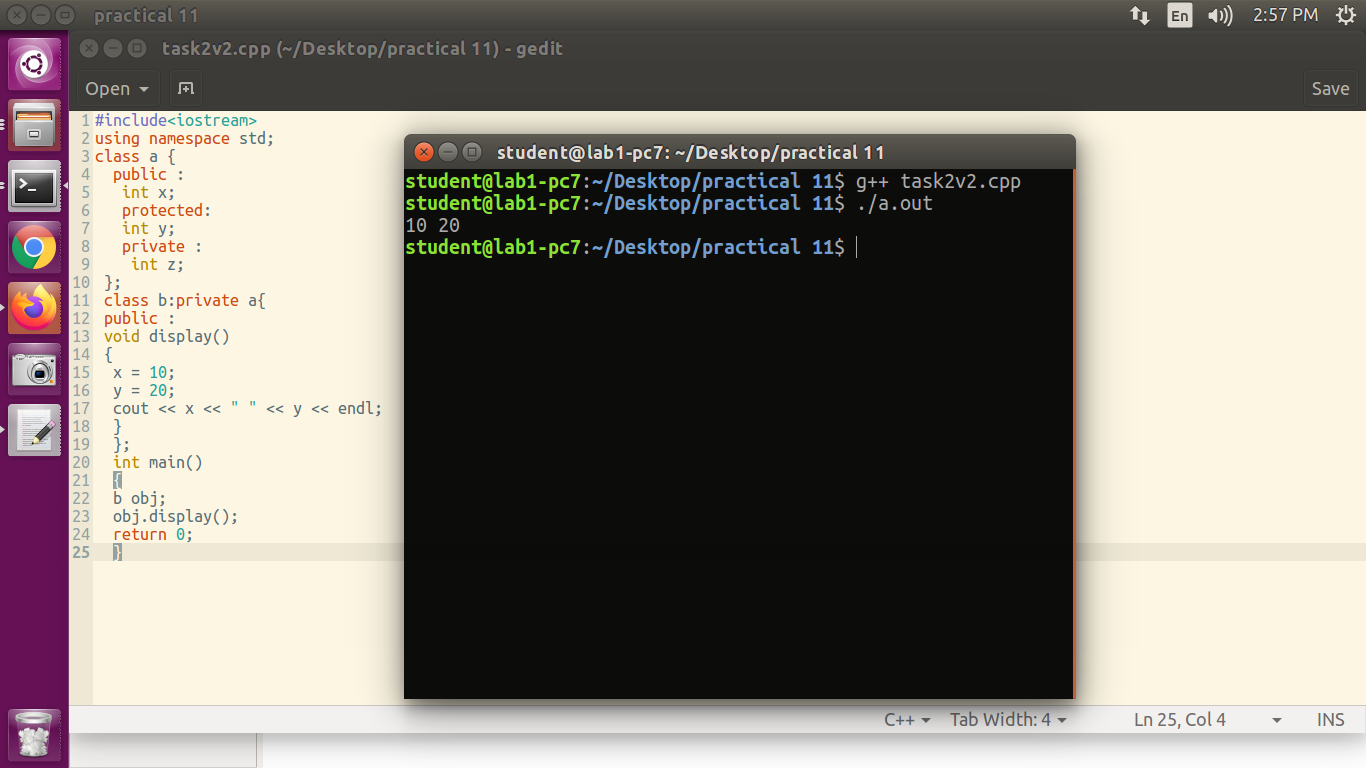 practical 11
En
2:57 PM
task2v2.cpp (~/Desktop/practical 11) - gedit
Open
Save
1 #include<iostream>
2 using namespace std;
3 class a {
4 public :
5 int x;
6 protected:
7 int y;
8 private :
9 int z;
10 };
11 class b:private a{
12 public :
13 void display()
14 {
15 x = 10;
16 y = 20;
17 cout << x << " " << y << endl;
18 }
19 };
20 int main()
21 {
22 b obj;
23 obj.display();
24 return 0;
25 }
student@lab1-pc7: ~/Desktop/practical 11
student@lab1-pc7:~/Desktop/practical 11$ g++ task2v2.cpp
student@lab1-pc7:~/Desktop/practical 11$ ./a.out
10 20
student@lab1-pc7:~/Desktop/practical 11$
C++
Tab Width: 4
Ln 25, Col 4
INS